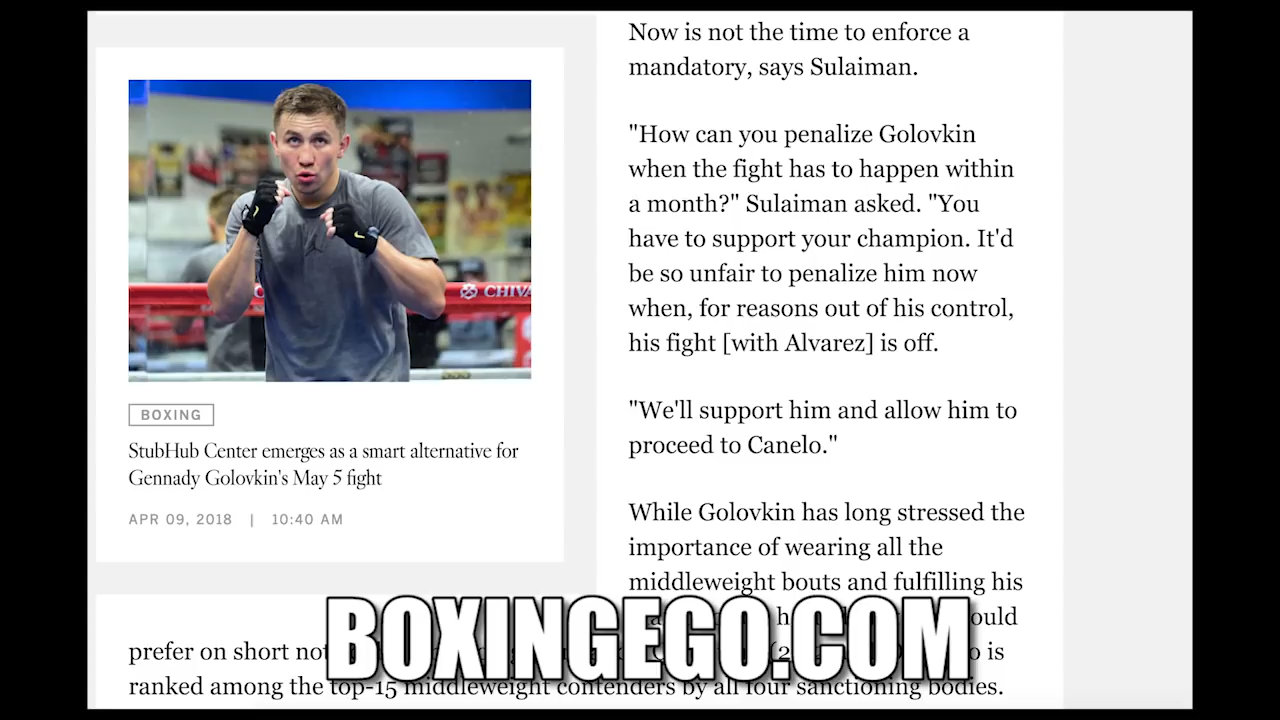 Now is not the time to enforce a
mandatory, says Sulaiman.
"How can you penalize Golovkin
when the fight has to happen within
a month?" Sulaiman asked. "You
have to support your champion. It'd
be so unfair to penalize him now
when, for reasons out of his control,
his fight [with Alvarez] is off.
"We'll support him and allow him to
proceed to Canelo."
While Golovkin has long stressed the
importance of wearing all the
middleweight bouts and fulfilling his
prefer on short
is
ranked among the top-15 middleweight contenders by all four sanctioning bodies.
CHIVA
BOXING
StubHub Center emerges as a smart alternative for
Gennady Golovkin's May 5 fight
APR 09, 2018 | 10:40 AM
BOXINGEGO.COM